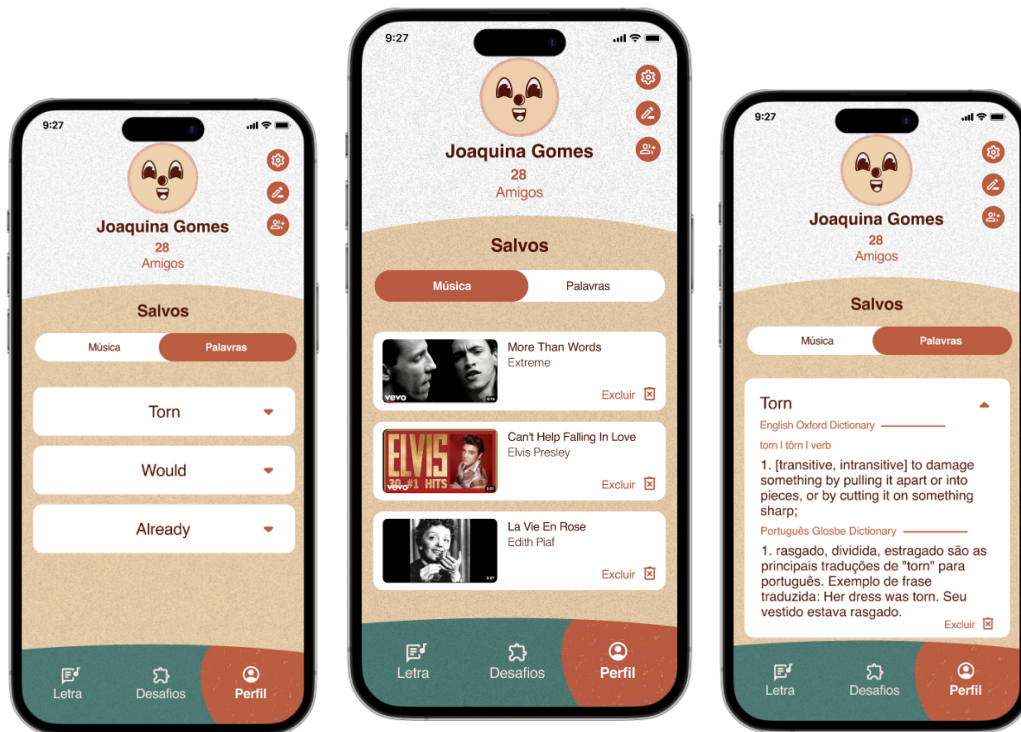 9:27
Joaquina Gomes
28
Amigos
Salvos
Música
Palavras
Torn
Would
Already
Letra
Desafios
Perfil
9:27
Joaquina Gomes
28
Amigos
Salvos
Música
Palavras
More Than Words
Extreme
vevo
Excluir
Can't Help Falling In Love
Elvis Presley
ELVIS
30 #1 HITS
vevo
Excluir
La Vie En Rose
Edith Piaf
Excluir
Letra
Desafios
Perfil
9:27
Joaquina Gomes
28
Amigos
Salvos
Música
Palavras
Torn
English Oxford Dictionary
torn I tôrn I verb
1. [transitive, intransitive] to damage
something by pulling it apart or into
pieces, or by cutting it on something
sharp;
Português Glosbe Dictionary
1. rasgado, dividida, estragado são as
principais traduções de "torn" para
português. Exemplo de frase
traduzida: Her dress was torn. Seu
vestido estava rasgado.
Excluir
Letra
Desafios
Perfil